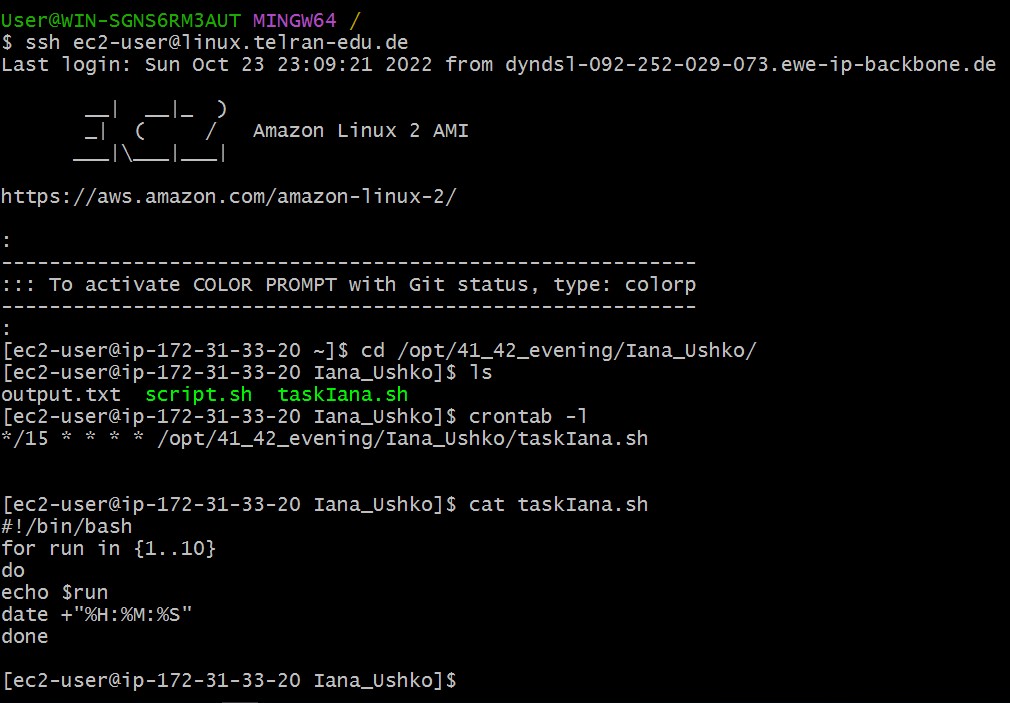 User@WIN-SGNS6RM3AUT MINGW64 /
$ ssh ec2-user@linux.telran-edu.de
Last login: Sun Oct 23 23:09:21 2022 from dyndsl-092-252-029-073.ewe-ip-backbone.de
       __|  __|_  )
       _|  (     /   Amazon Linux 2 AMI
      ___|\___|___|
https://aws.amazon.com/amazon-linux-2/
:
----------------------------------------------------------
::: To activate COLOR PROMPT with Git status, type: colorp
----------------------------------------------------------
:
[ec2-user@ip-172-31-33-20 ~]$ cd /opt/41_42_evening/Iana_Ushko/
[ec2-user@ip-172-31-33-20 Iana_Ushko]$ ls
output.txt  script.sh  taskIana.sh
[ec2-user@ip-172-31-33-20 Iana_Ushko]$ crontab -l
*/15 * * * * /opt/41_42_evening/Iana_Ushko/taskIana.sh
[ec2-user@ip-172-31-33-20 Iana_Ushko]$ cat taskIana.sh
#!/bin/bash
for run in {1..10}
do
echo $run
date +"%H:%M:%S"
done
[ec2-user@ip-172-31-33-20 Iana_Ushko]$